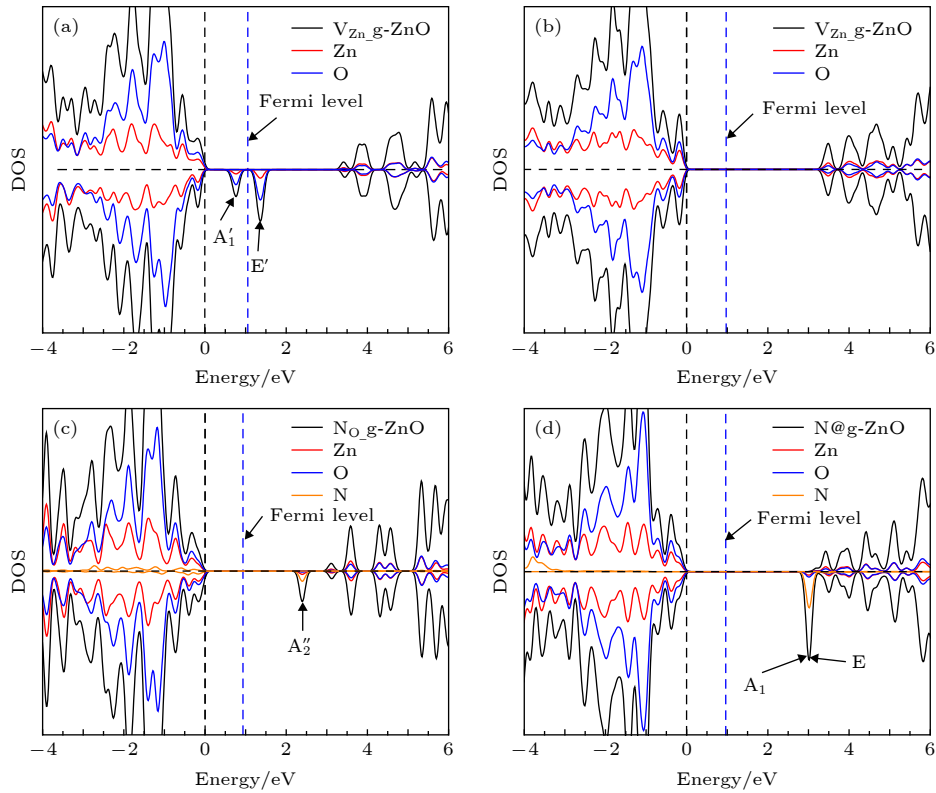 (a)
V_Zn_g-ZnO
Zn
O
Fermi level
A′₁
E′
DOS
−4 −2 0 2 4 6
Energy/eV
(b)
V_Zn_g-ZnO
Zn
O
Fermi level
DOS
−4 −2 0 2 4 6
Energy/eV
(c)
N_O_g-ZnO
Zn
O
N
Fermi level
A″₂
DOS
−4 −2 0 2 4 6
Energy/eV
(d)
N@g-ZnO
Zn
O
N
Fermi level
A₁
E
DOS
−4 −2 0 2 4 6
Energy/eV